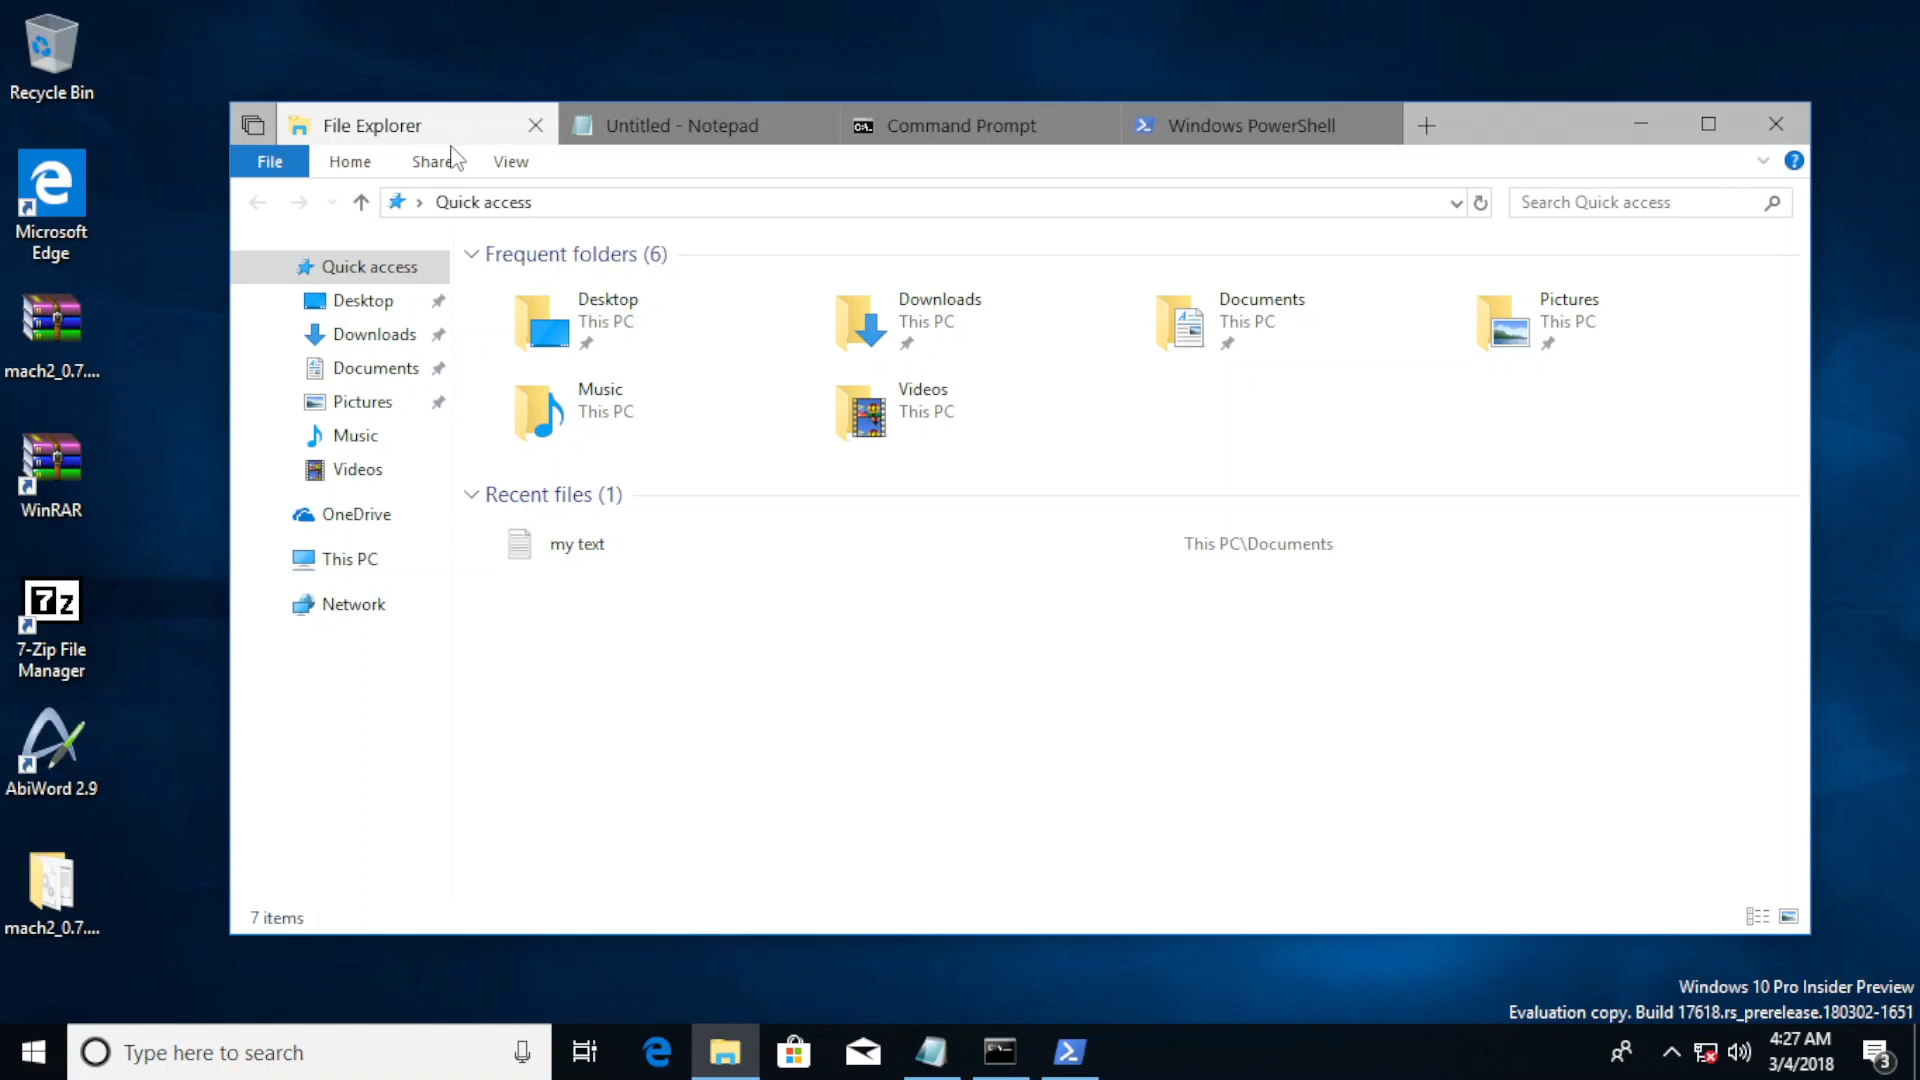 Recycle Bin
Microsoft
Edge
mach2_0.7....
WinRAR
7z
7-Zip File
Manager
AbiWord 2.9
mach2_0.7....
File Explorer
Untitled - Notepad
Command Prompt
Windows PowerShell
File
Home
Share
View
?
Quick access
Search Quick access
Quick access
Desktop
Downloads
Documents
Pictures
Music
Videos
OneDrive
This PC
Network
Frequent folders (6)
Desktop
This PC
Downloads
This PC
Documents
This PC
Pictures
This PC
Music
This PC
Videos
This PC
Recent files (1)
my text
This PC\Documents
7 items
Windows 10 Pro Insider Preview
Evaluation copy. Build 17618.rs_prerelease.180302-1651
Type here to search
4:27 AM
3/4/2018
3